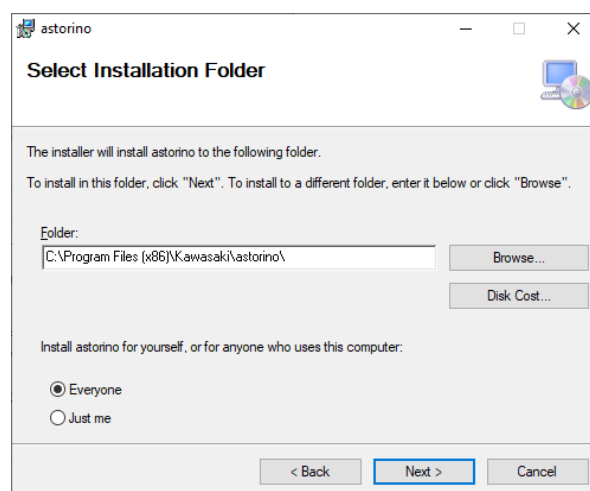 astorino
Select Installation Folder
The installer will install astorino to the following folder.
To install in this folder, click "Next". To install to a different folder, enter it below or click "Browse".
Folder:
C:\Program Files (x86)\Kawasaki\astorino\
Browse...
Disk Cost...
Install astorino for yourself, or for anyone who uses this computer:
Everyone
Just me
< Back Next > Cancel